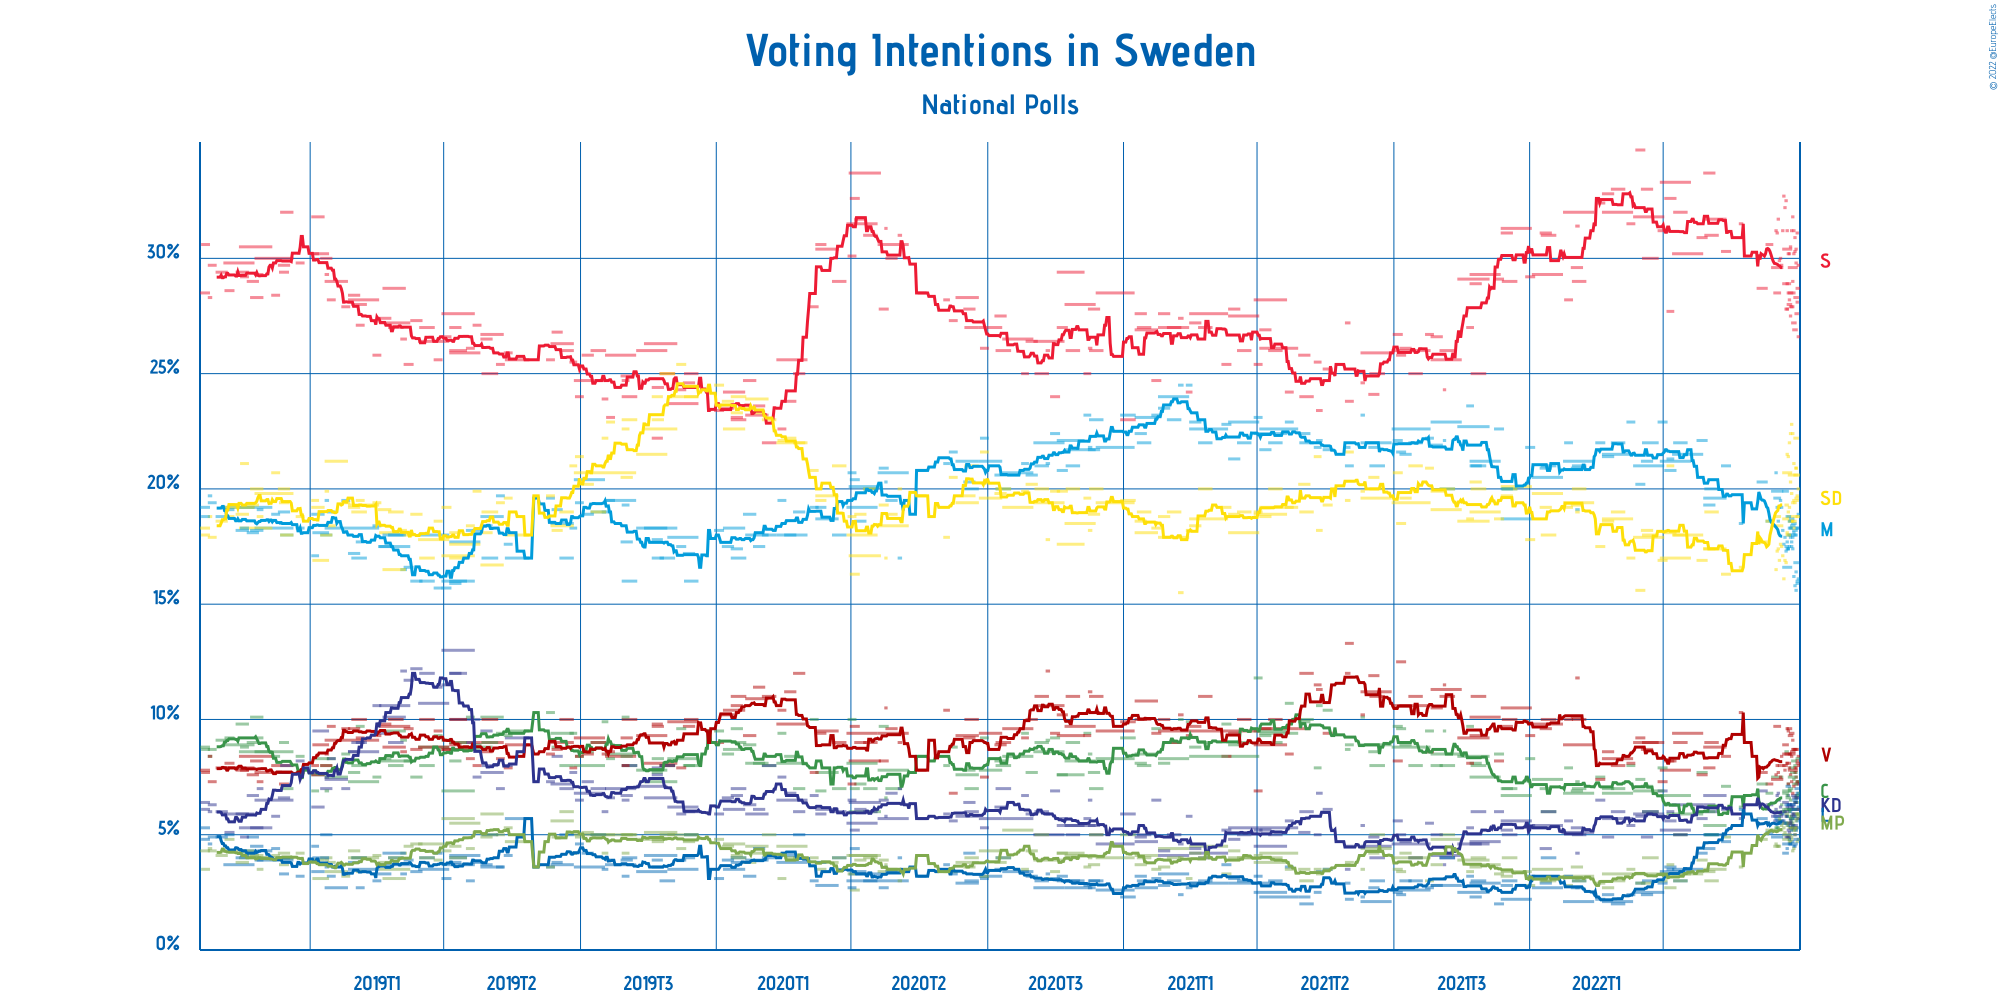 Voting Intentions in Sweden
National Polls
© 2022 @EuropeElects
30%
25%
20%
15%
10%
5%
0%
S
SD
M
V
C
KD
MP
2019T1
2019T2
2019T3
2020T1
2020T2
2020T3
2021T1
2021T2
2021T3
2022T1